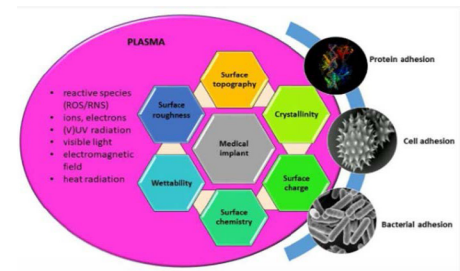 PLASMA
• reactive species
(ROS/RNS)
• ions, electrons
• (V)UV radiation
• visible light
• electromagnetic
field
• heat radiation
Surface
topography
Surface
roughness
Crystallinity
Medical
implant
Wettability
Surface
charge
Surface
chemistry
Protein adhesion
Cell adhesion
Bacterial adhesion